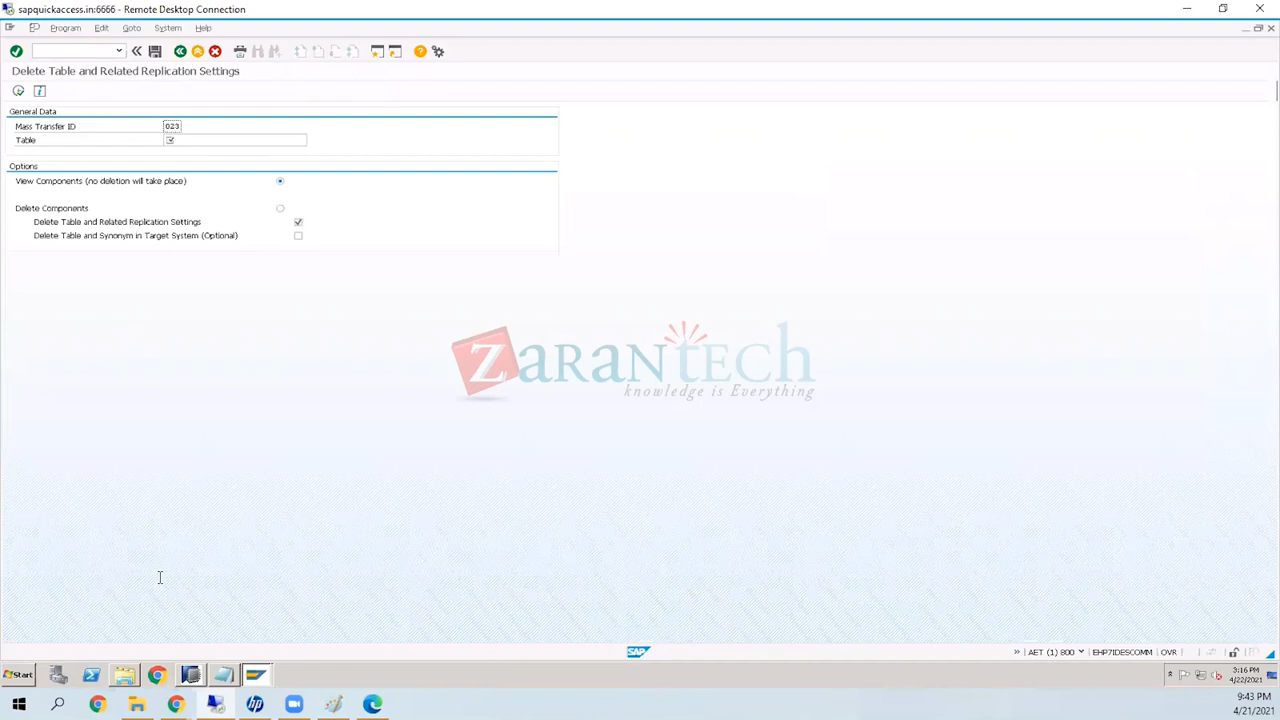 sapquickaccess.in:6666 - Remote Desktop Connection
Program Edit Goto System Help
Delete Table and Related Replication Settings
General Data
Mass Transfer ID 023
Table
Options
View Components (no deletion will take place)
Delete Components
Delete Table and Related Replication Settings
Delete Table and Synonym in Target System (Optional)
ZaranTech
knowledge is Everything
SAP
AET (1) 800 EHP7IDESCOMM OVR
Start
3:16 PM
4/22/2021
9:43 PM
4/21/2021